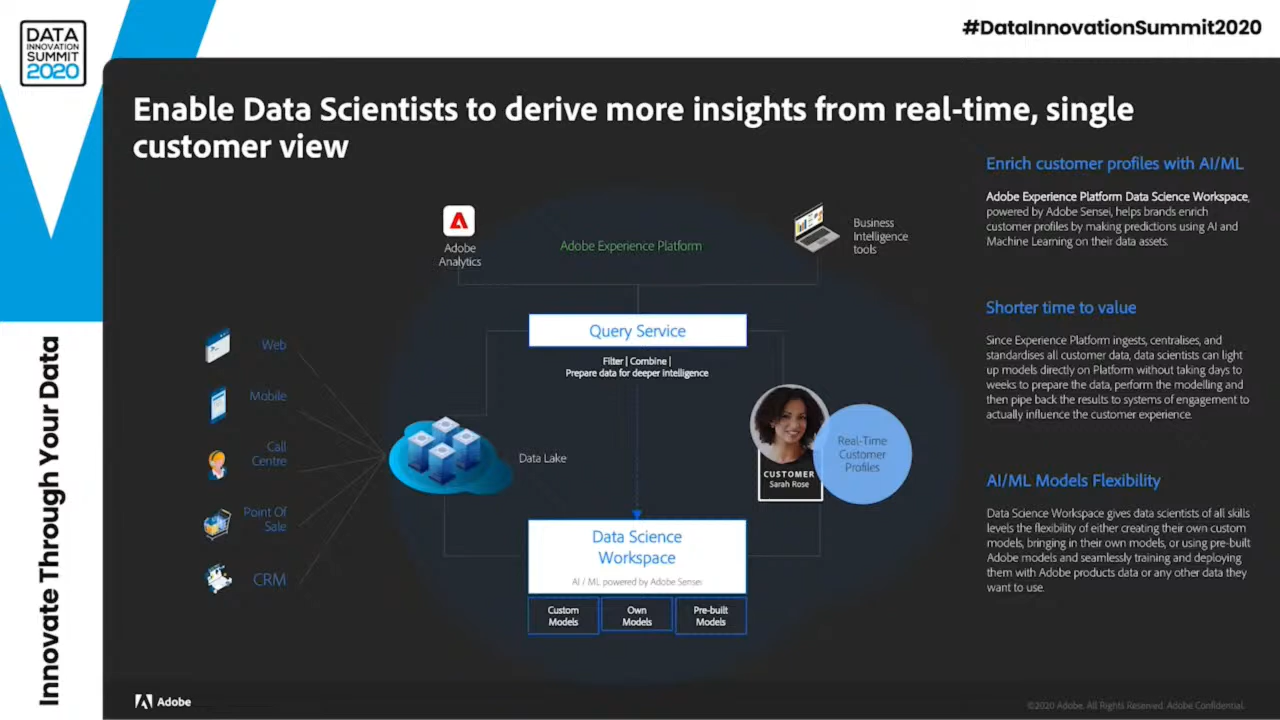 DATA
INNOVATION
SUMMIT
2020
#DataInnovationSummit2020
Innovate Through Your Data
Enable Data Scientists to derive more insights from real-time, single
customer view
Adobe
Analytics
Adobe Experience Platform
Business
Intelligence
tools
Query Service
Filter | Combine |
Prepare data for deeper intelligence
Web
Mobile
Call
Centre
Point Of
Sale
CRM
Data Lake
CUSTOMER
Sarah Rose
Real-Time
Customer
Profiles
Data Science
Workspace
AI / ML powered by Adobe Sensei
Custom
Models
Own
Models
Pre-built
Models
Enrich customer profiles with AI/ML
Adobe Experience Platform Data Science Workspace,
powered by Adobe Sensei, helps brands enrich
customer profiles by making predictions using AI and
Machine Learning on their data assets.
Shorter time to value
Since Experience Platform ingests, centralises, and
standardises all customer data, data scientists can light
up models directly on Platform without taking days to
weeks to prepare the data, perform the modelling and
then pipe back the results to systems of engagement to
actually influence the customer experience.
AI/ML Models Flexibility
Data Science Workspace gives data scientists of all skills
levels the flexibility of either creating their own custom
models, bringing in their own models, or using pre-built
Adobe models and seamlessly training and deploying
them with Adobe products data or any other data they
want to use.
Adobe
©2020 Adobe. All Rights Reserved. Adobe Confidential.